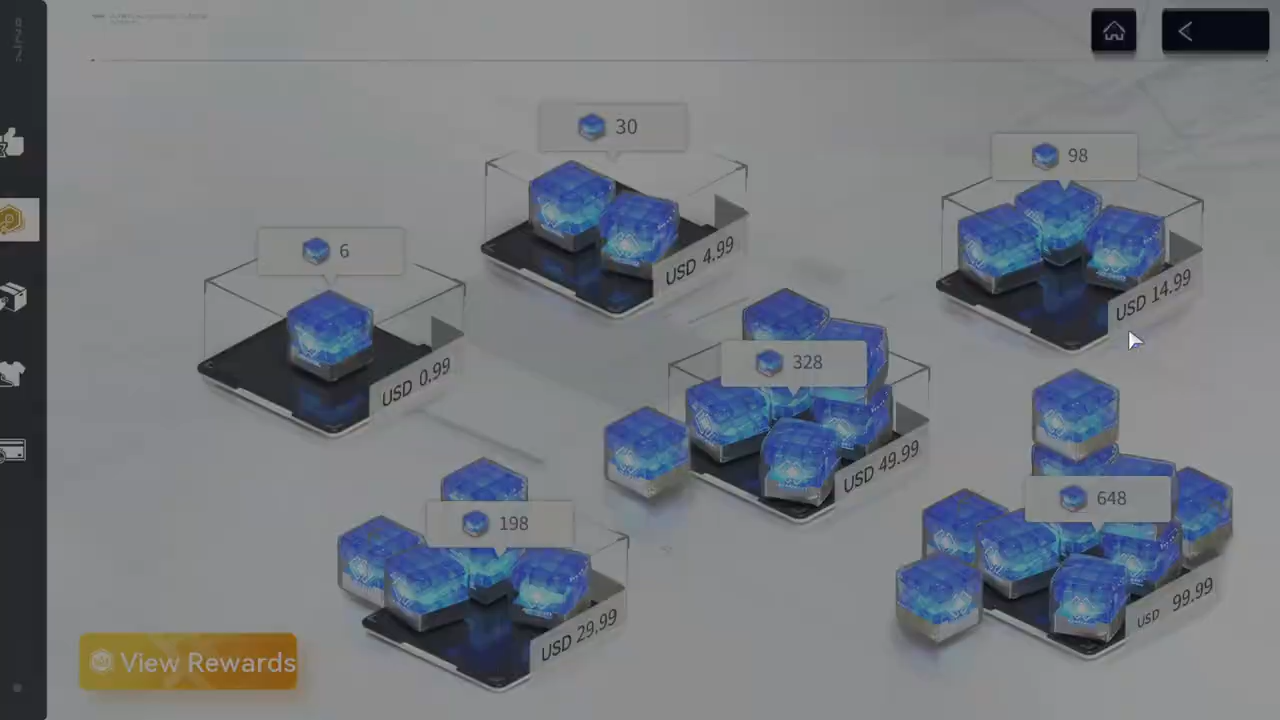 30
98
6
USD 4.99
USD 14.99
328
USD 0.99
USD 49.99
648
198
USD 99.99
USD 29.99
View Rewards